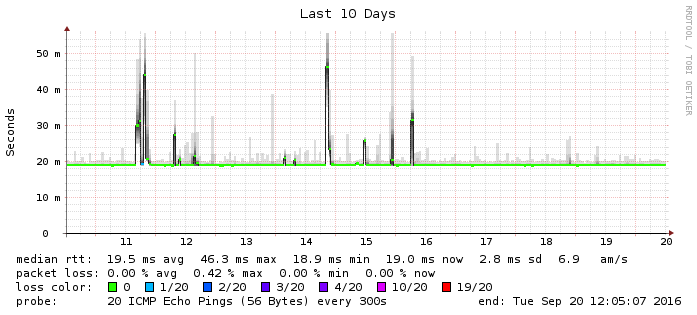 Last 10 Days
RRDTOOL / TOBI OETIKER
Seconds
50 m
40 m
30 m
20 m
10 m
0
11 12 13 14 15 16 17 18 19 20
median rtt: 19.5 ms avg 46.3 ms max 18.9 ms min 19.0 ms now 2.8 ms sd 6.9 am/s
packet loss: 0.00 % avg 0.42 % max 0.00 % min 0.00 % now
loss color: 0 1/20 2/20 3/20 4/20 10/20 19/20
probe: 20 ICMP Echo Pings (56 Bytes) every 300s end: Tue Sep 20 12:05:07 2016